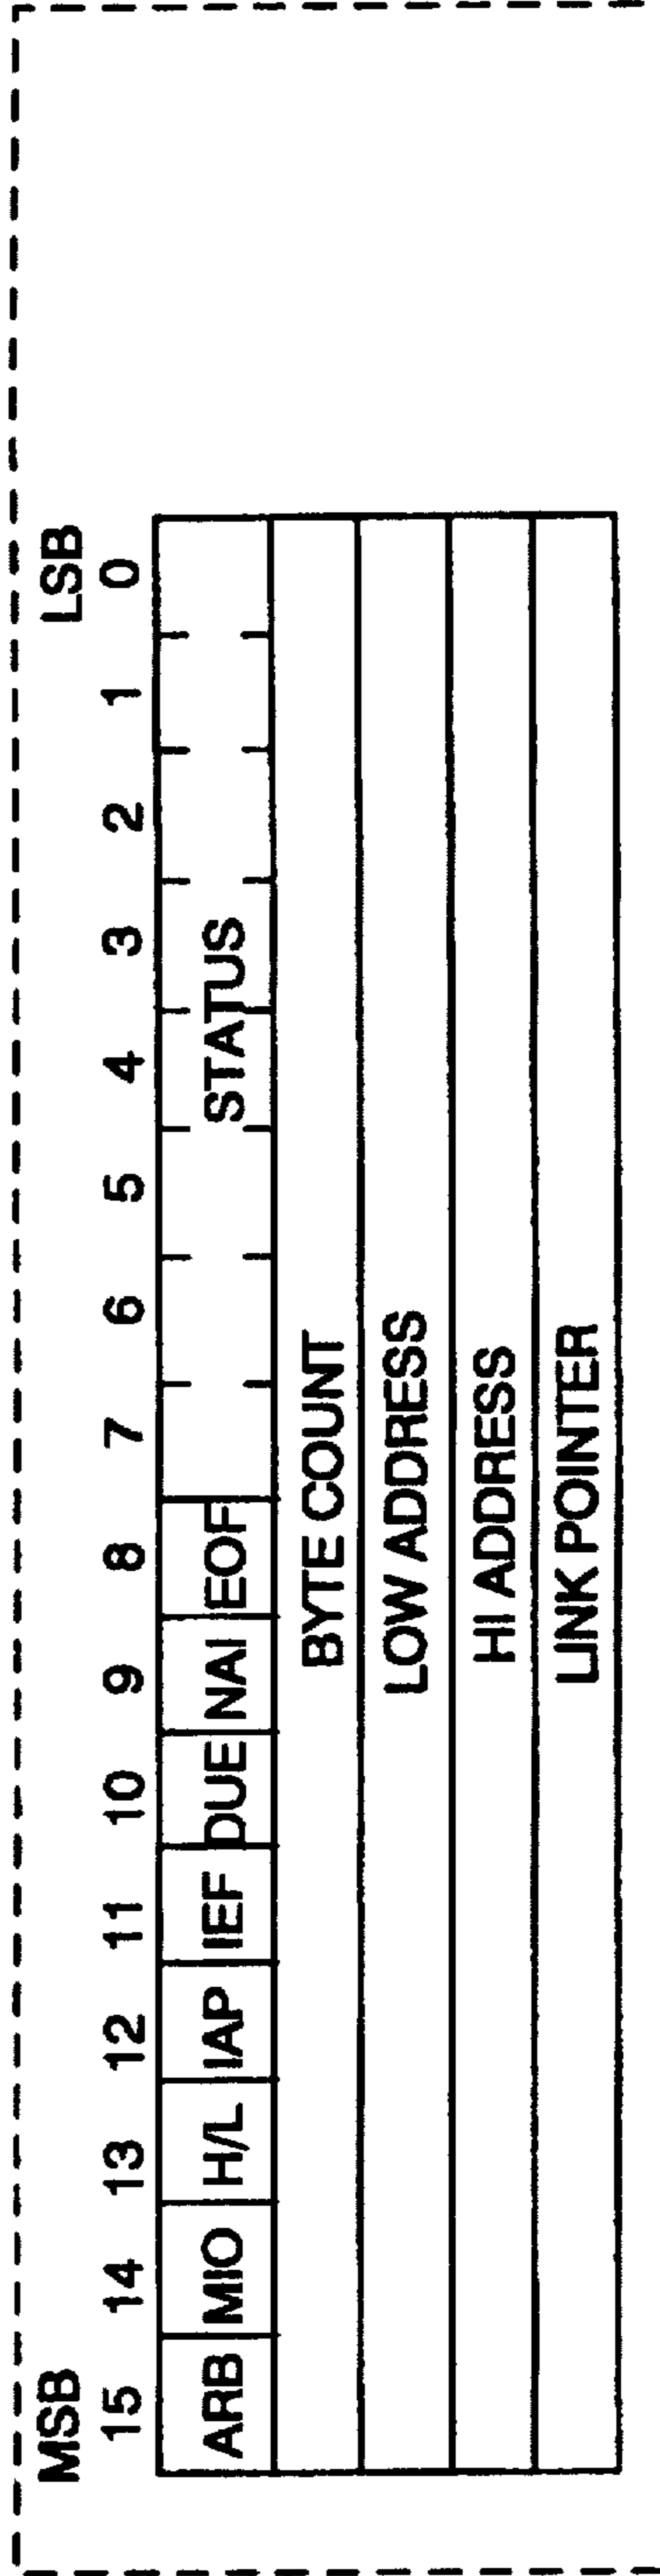 MSB LSB
15 14 13 12 11 10 9 8 7 6 5 4 3 2 1 0
ARB MIO H/L IAP IEF DUE NAI EOF STATUS
BYTE COUNT
LOW ADDRESS
HI ADDRESS
LINK POINTER